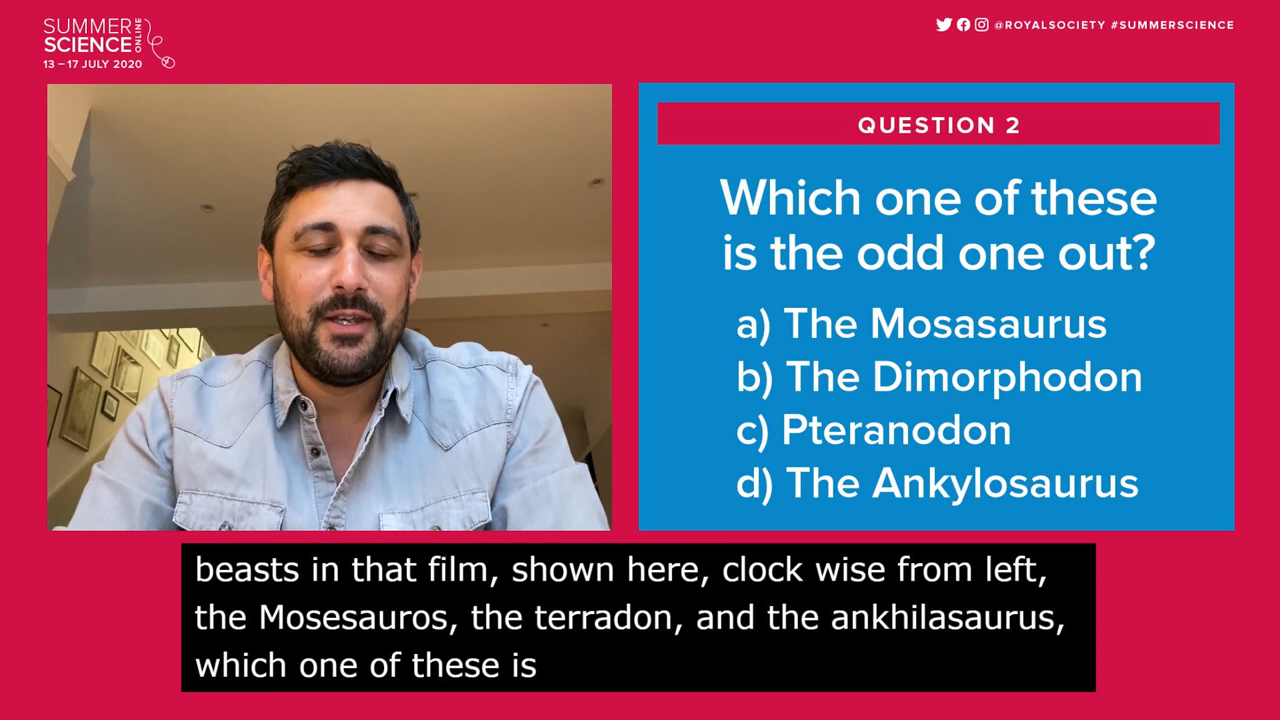 SUMMER
SCIENCE
ONLINE
13 – 17 JULY 2020
@ROYALSOCIETY #SUMMERSCIENCE
QUESTION 2
Which one of these
is the odd one out?
a) The Mosasaurus
b) The Dimorphodon
c) Pteranodon
d) The Ankylosaurus
beasts in that film, shown here, clock wise from left,
the Mosesauros, the terradon, and the ankhilasaurus,
which one of these is